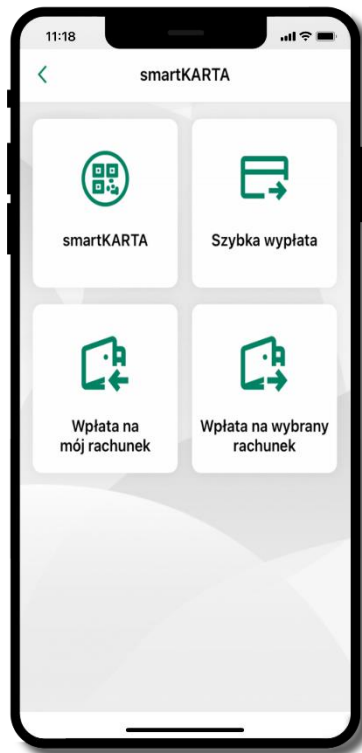 11:18
smartKARTA
smartKARTA
Szybka wypłata
Wpłata na
mój rachunek
Wpłata na wybrany
rachunek